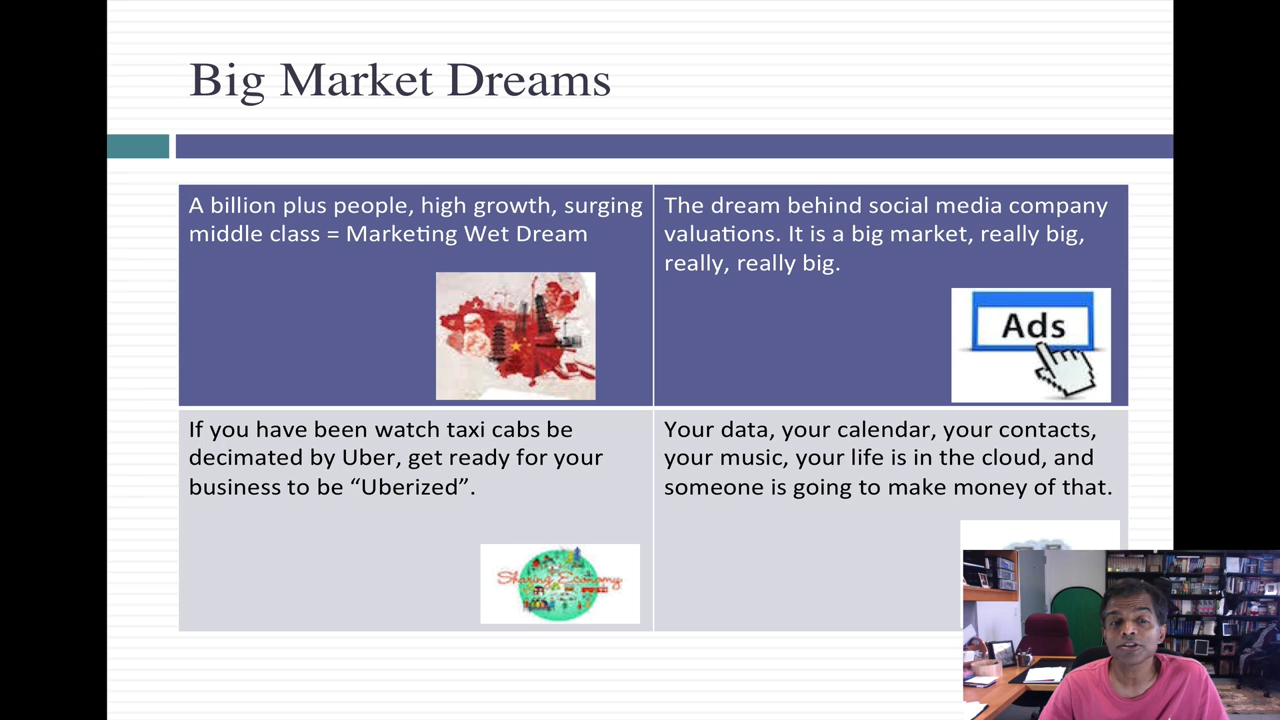 Big Market Dreams
A billion plus people, high growth, surging
middle class = Marketing Wet Dream
The dream behind social media company
valuations. It is a big market, really big,
really, really big.
Ads
If you have been watch taxi cabs be
decimated by Uber, get ready for your
business to be “Uberized”.
Sharing Economy
Your data, your calendar, your contacts,
your music, your life is in the cloud, and
someone is going to make money of that.